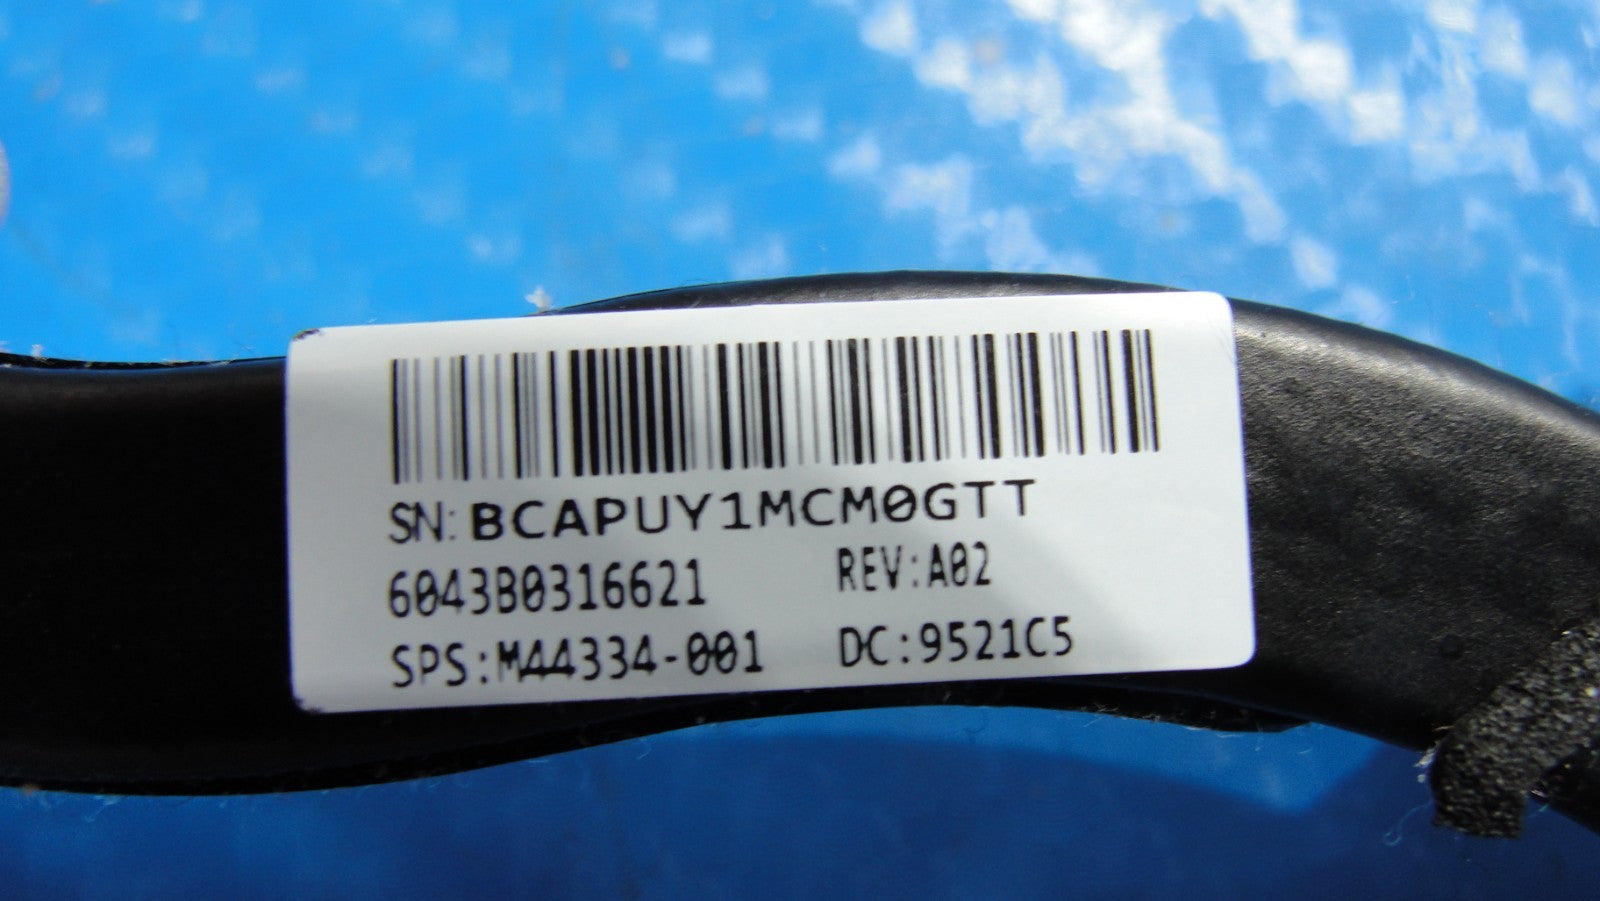 SN:BCAPUY1MCM0GTT
6043B0316621 REV:A02
SPS:M44334-001 DC:9521C5